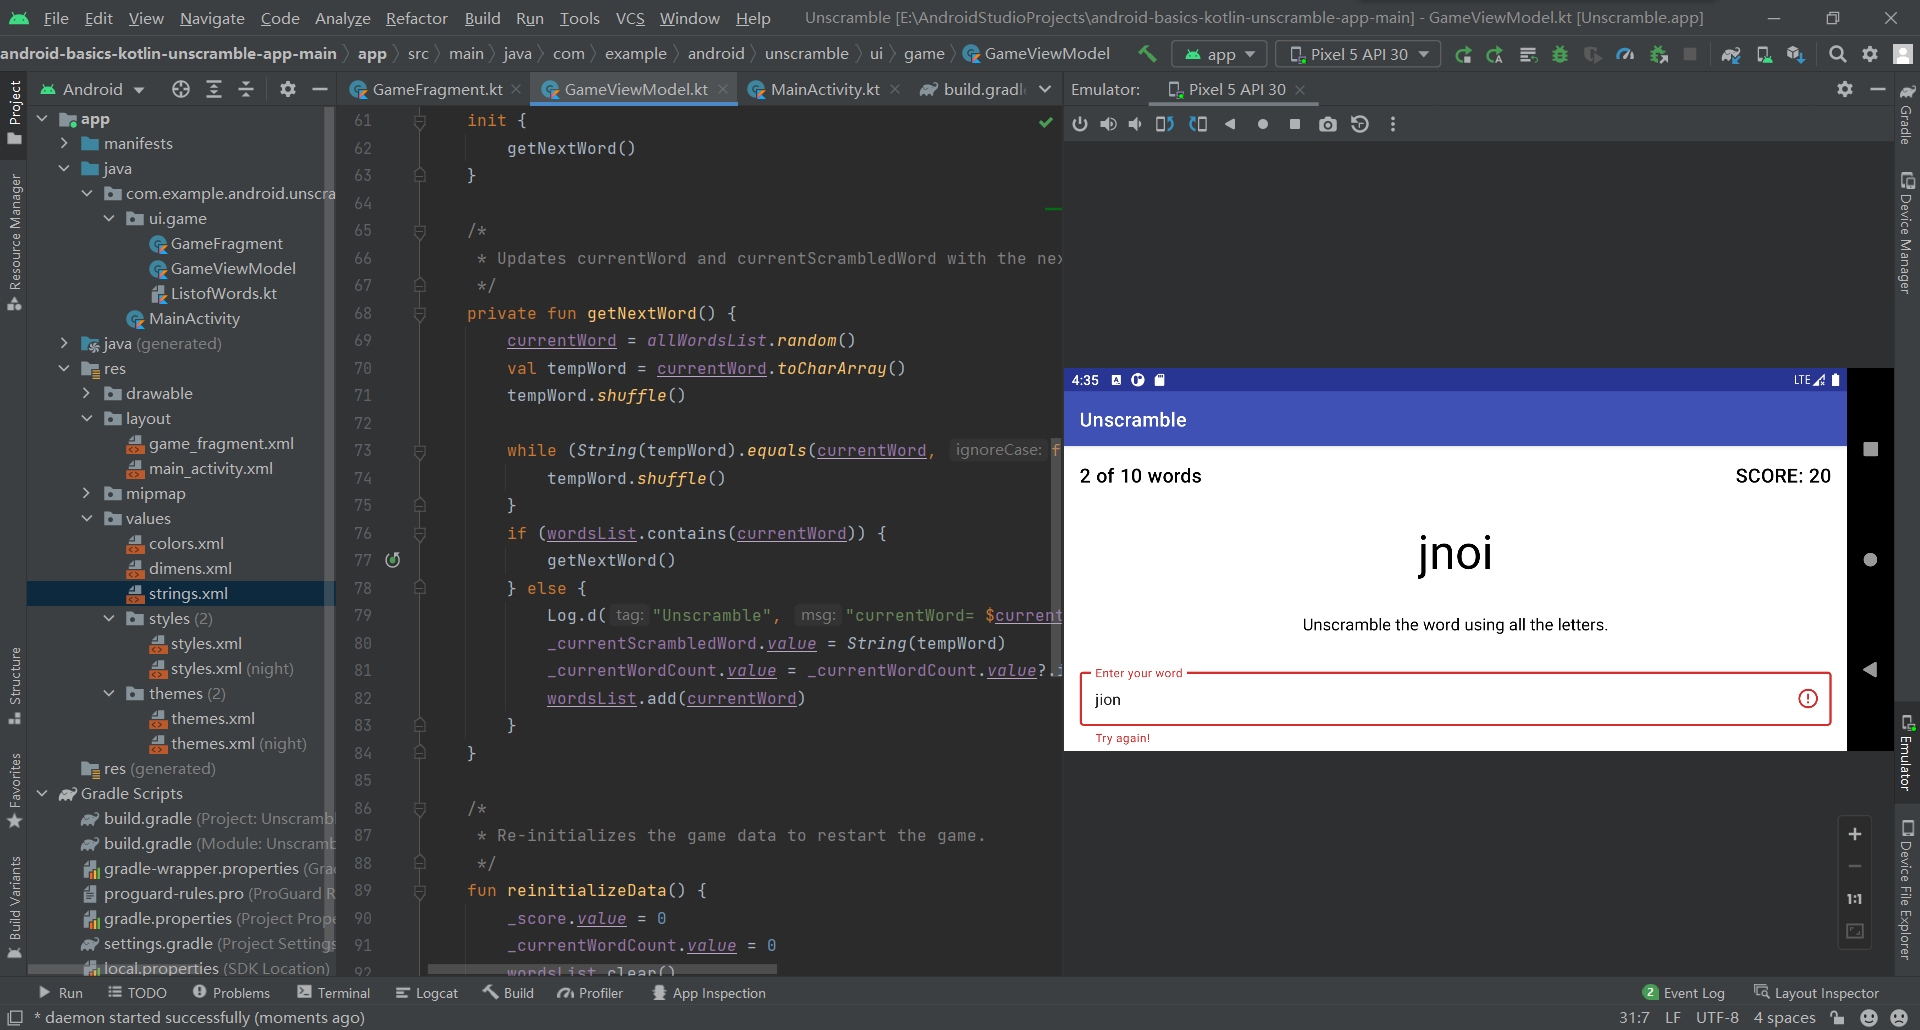 File Edit View Navigate Code Analyze Refactor Build Run Tools VCS Window Help Unscramble [E:\AndroidStudioProjects\android-basics-kotlin-unscramble-app-main] - GameViewModel.kt [Unscramble.app]
android-basics-kotlin-unscramble-app-main app src main java com example android unscramble ui game GameViewModel app Pixel 5 API 30
Android GameFragment.kt GameViewModel.kt MainActivity.kt build.gradl Emulator: Pixel 5 API 30
Project
Resource Manager
Structure
Favorites
Build Variants
app
manifests
java
com.example.android.unscra
ui.game
GameFragment
GameViewModel
ListofWords.kt
MainActivity
java (generated)
res
drawable
layout
game_fragment.xml
main_activity.xml
mipmap
values
colors.xml
dimens.xml
strings.xml
styles (2)
styles.xml
styles.xml (night)
themes (2)
themes.xml
themes.xml (night)
res (generated)
Gradle Scripts
build.gradle (Project: Unscramb
build.gradle (Module: Unscramb
gradle-wrapper.properties (Gra
proguard-rules.pro (ProGuard R
gradle.properties (Project Prope
settings.gradle (Project Settings
local.properties (SDK Location)
61 init {
62 getNextWord()
63 }
64
65 /*
66 * Updates currentWord and currentScrambledWord with the nex
67 */
68 private fun getNextWord() {
69 currentWord = allWordsList.random()
70 val tempWord = currentWord.toCharArray()
71 tempWord.shuffle()
72
73 while (String(tempWord).equals(currentWord, ignoreCase: f
74 tempWord.shuffle()
75 }
76 if (wordsList.contains(currentWord)) {
77 getNextWord()
78 } else {
79 Log.d( tag: "Unscramble", msg: "currentWord= $current
80 _currentScrambledWord.value = String(tempWord)
81 _currentWordCount.value = _currentWordCount.value?.i
82 wordsList.add(currentWord)
83 }
84 }
85
86 /*
87 * Re-initializes the game data to restart the game.
88 */
89 fun reinitializeData() {
90 _score.value = 0
91 _currentWordCount.value = 0
92 wordsList.clear()
4:35 LTE
Unscramble
2 of 10 words SCORE: 20
jnoi
Unscramble the word using all the letters.
Enter your word
jion
Try again!
1:1
Gradle
Device Manager
Emulator
Device File Explorer
Run TODO Problems Terminal Logcat Build Profiler App Inspection 2 Event Log Layout Inspector
* daemon started successfully (moments ago) 31:7 LF UTF-8 4 spaces